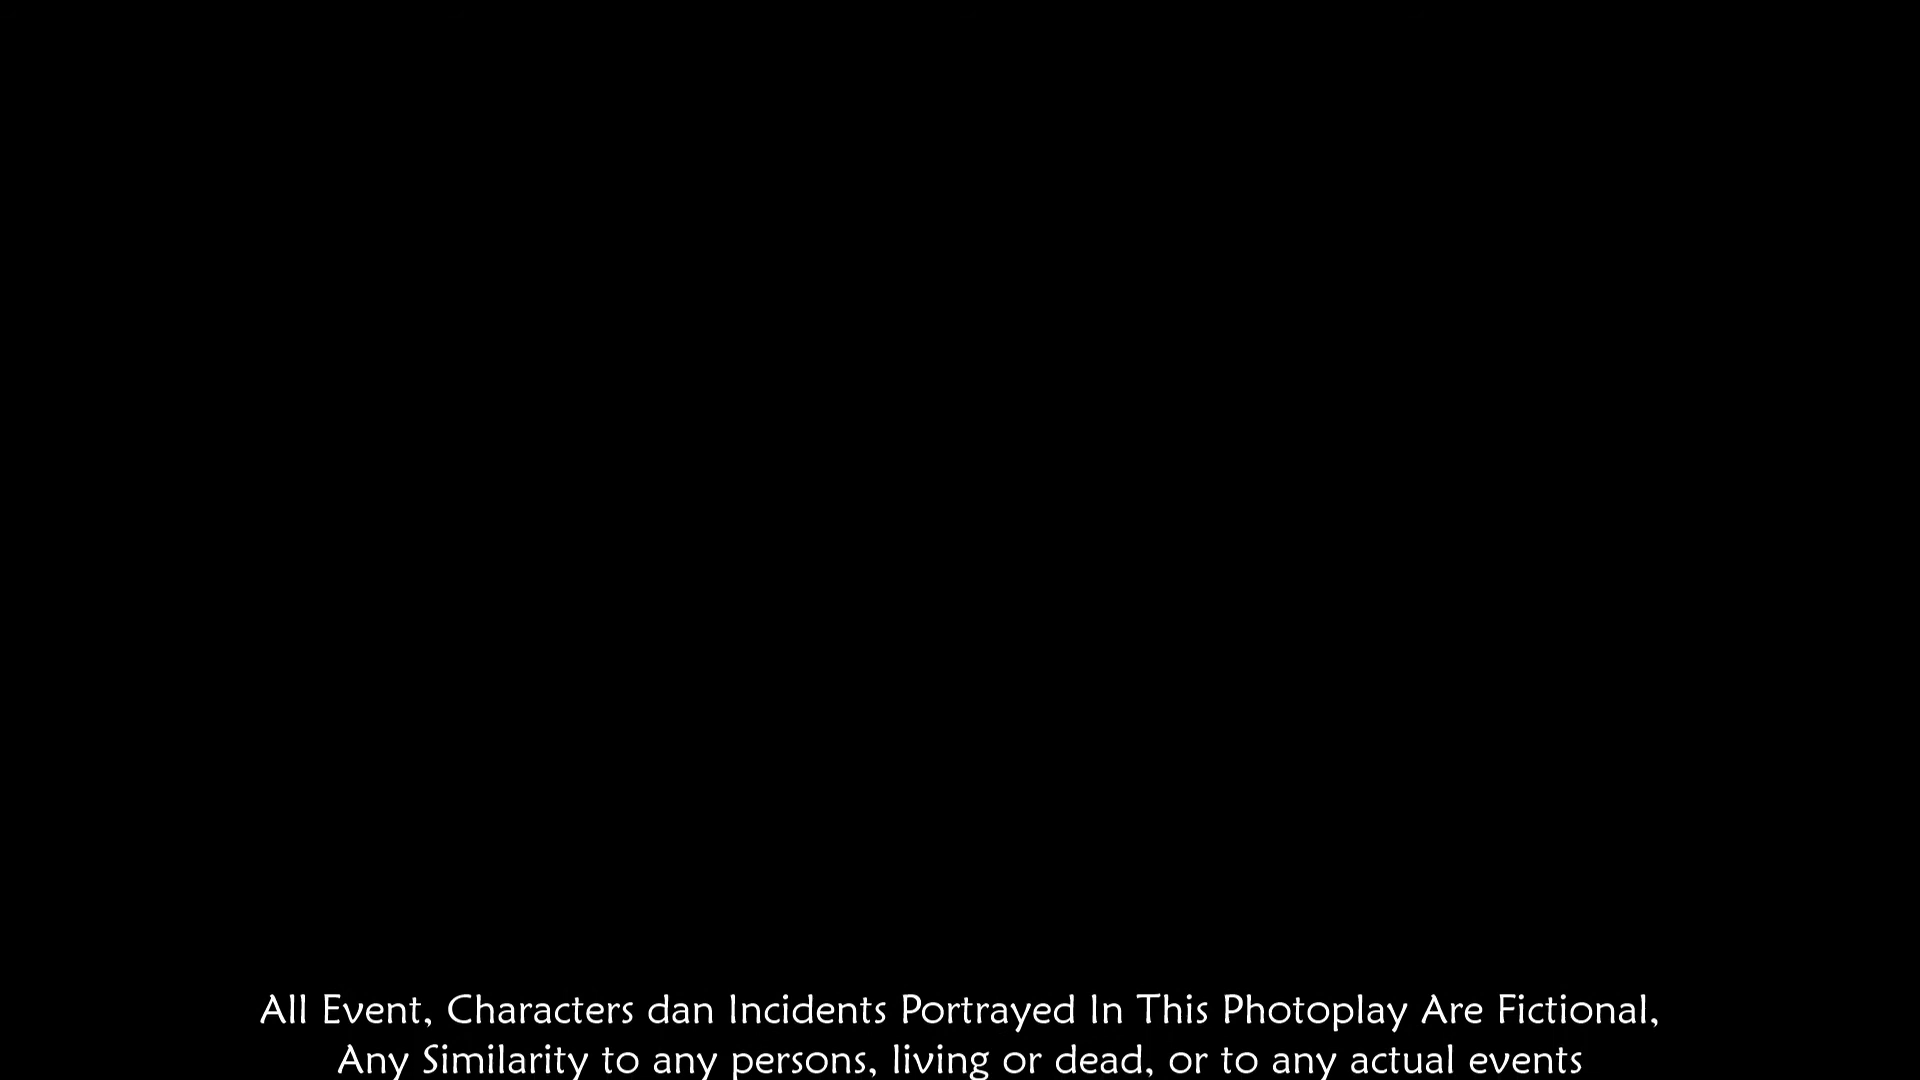 All Event, Characters dan Incidents Portrayed In This Photoplay Are Fictional,
Any Similarity to any persons, living or dead, or to any actual events